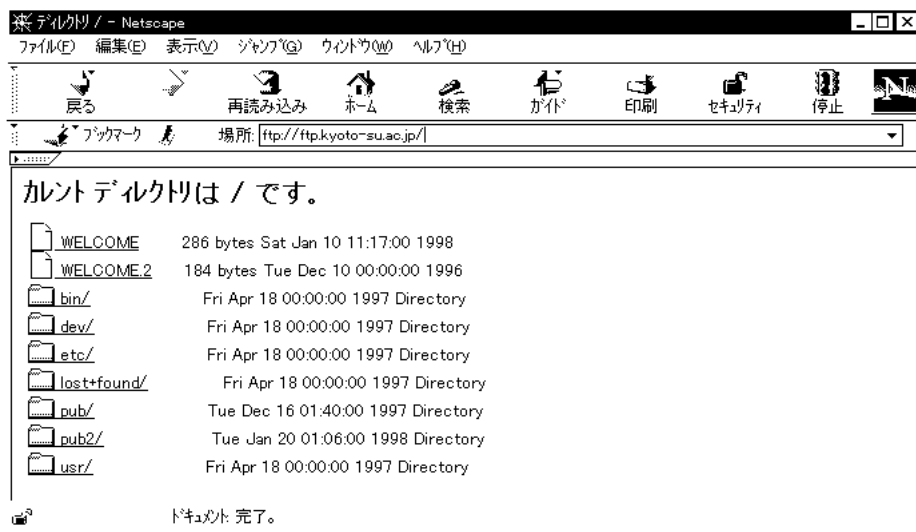 ディレクトリ / - Netscape
ファイル(F) 編集(E) 表示(V) ジャンプ(G) ウィンドウ(W) ヘルプ(H)
戻る 再読み込み ホーム 検索 ガイド 印刷 セキュリティ 停止 N
ブックマーク 場所: ftp://ftp.kyoto-su.ac.jp/
カレント ディレクトリは / です。
WELCOME 286 bytes Sat Jan 10 11:17:00 1998
WELCOME.2 184 bytes Tue Dec 10 00:00:00 1996
bin/ Fri Apr 18 00:00:00 1997 Directory
dev/ Fri Apr 18 00:00:00 1997 Directory
etc/ Fri Apr 18 00:00:00 1997 Directory
lost+found/ Fri Apr 18 00:00:00 1997 Directory
pub/ Tue Dec 16 01:40:00 1997 Directory
pub2/ Tue Jan 20 01:06:00 1998 Directory
usr/ Fri Apr 18 00:00:00 1997 Directory
ドキュメント: 完了。